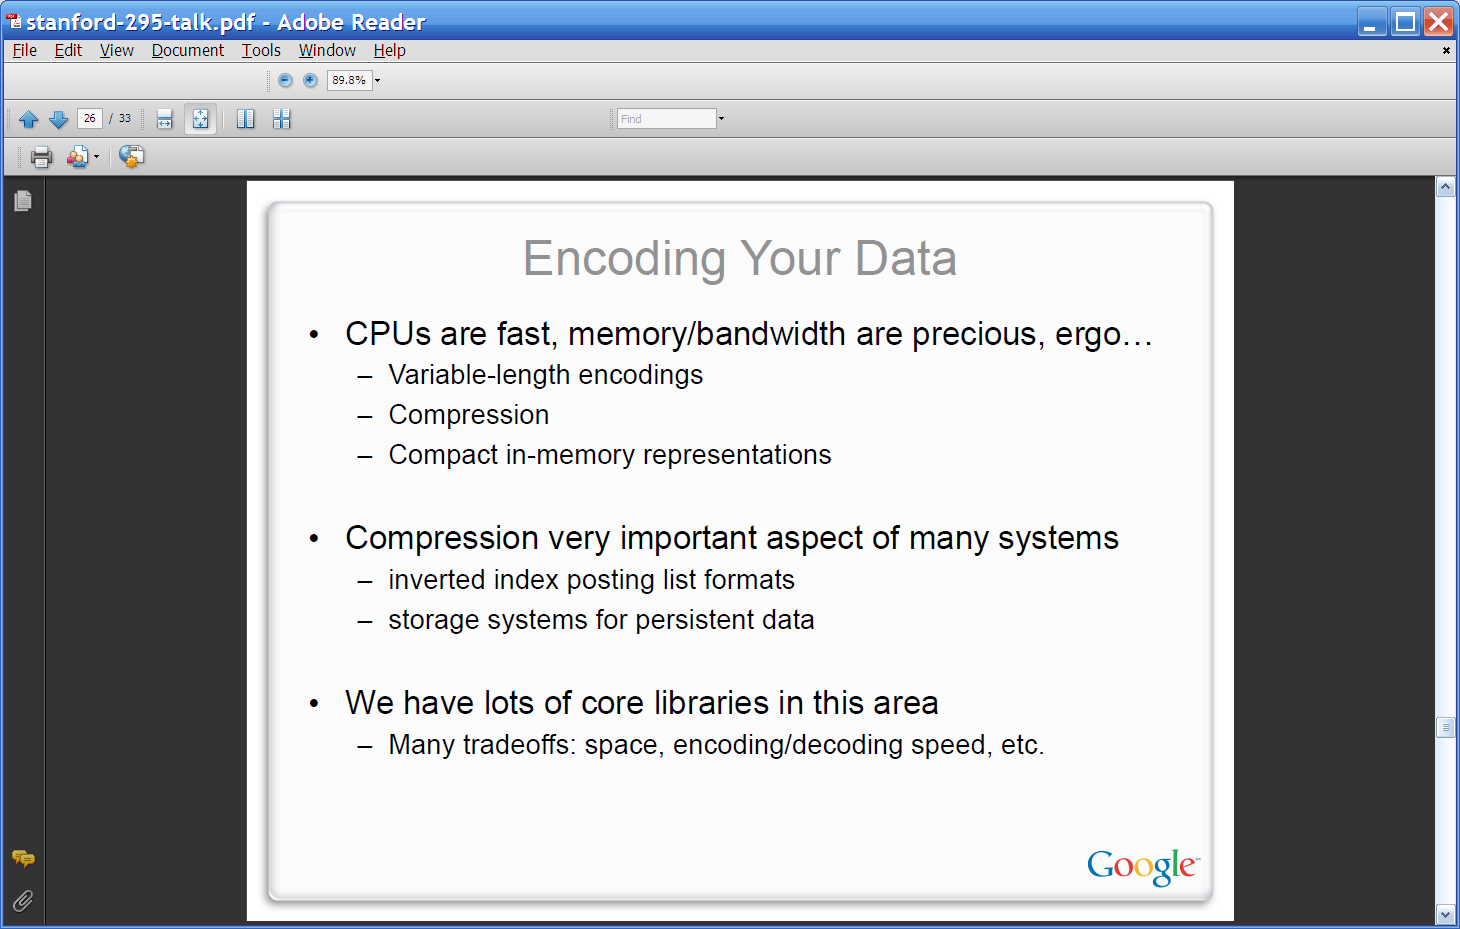 stanford-295-talk.pdf - Adobe Reader
File Edit View Document Tools Window Help
89.8%
26 / 33
Find
Encoding Your Data
• CPUs are fast, memory/bandwidth are precious, ergo…
– Variable-length encodings
– Compression
– Compact in-memory representations
• Compression very important aspect of many systems
– inverted index posting list formats
– storage systems for persistent data
• We have lots of core libraries in this area
– Many tradeoffs: space, encoding/decoding speed, etc.
Google™